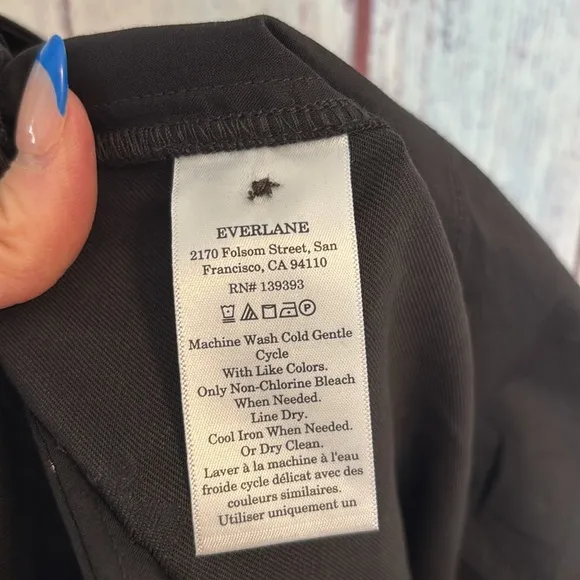 EVERLANE
2170 Folsom Street, San
Francisco, CA 94110
RN# 139393
P
Machine Wash Cold Gentle
Cycle
With Like Colors.
Only Non-Chlorine Bleach
When Needed.
Line Dry.
Cool Iron When Needed.
Or Dry Clean.
Laver à la machine à l'eau
froide cycle délicat avec des
couleurs similaires.
Utiliser uniquement un